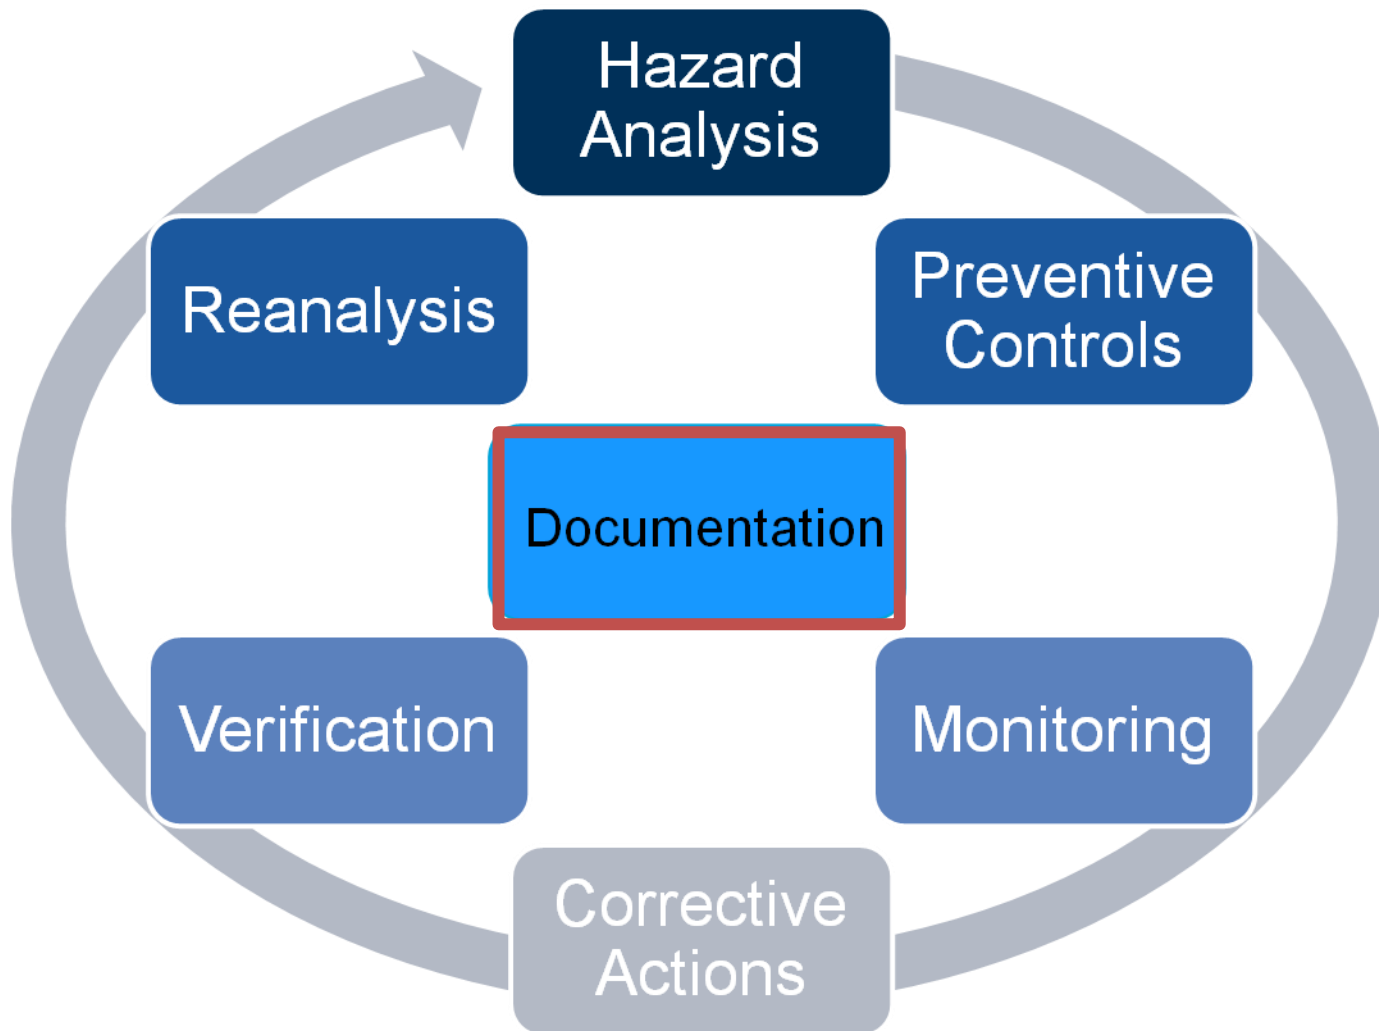 Hazard
Analysis
Preventive
Controls
Monitoring
Corrective
Actions
Verification
Reanalysis
Documentation